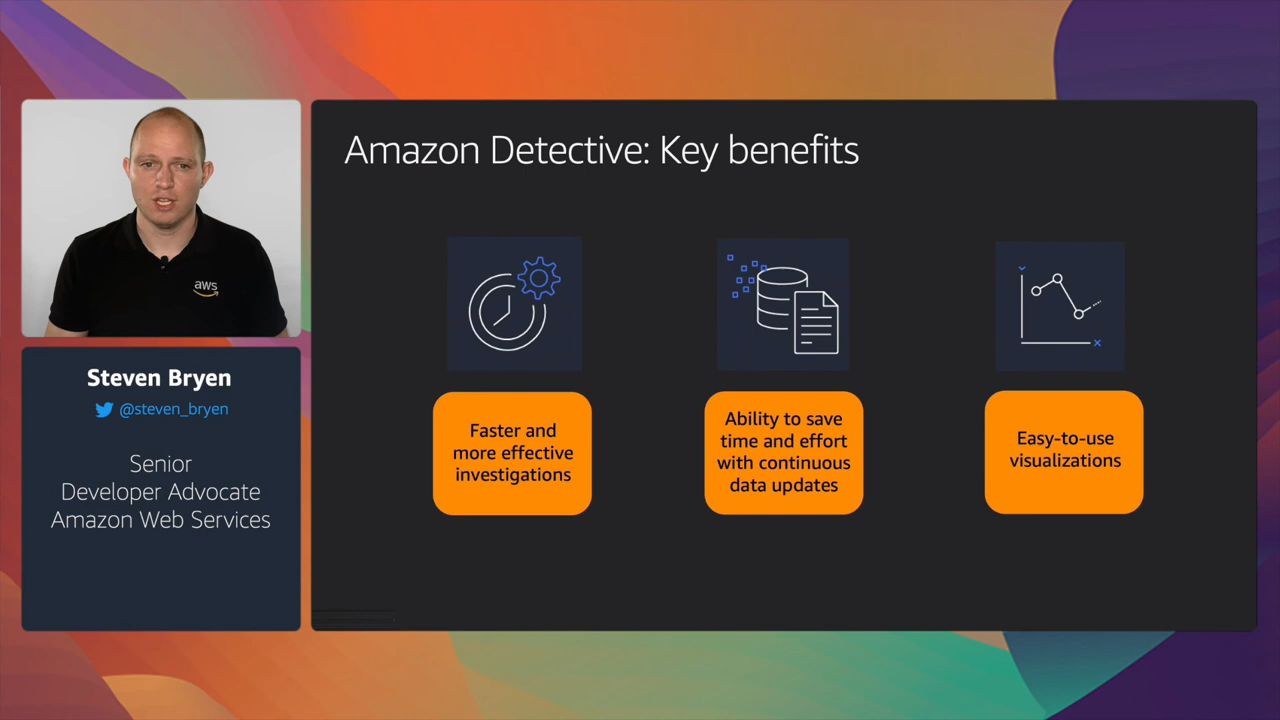 Amazon Detective: Key benefits
aws
Steven Bryen
@steven_bryen
Senior
Developer Advocate
Amazon Web Services
Faster and
more effective
investigations
Ability to save
time and effort
with continuous
data updates
Easy-to-use
visualizations